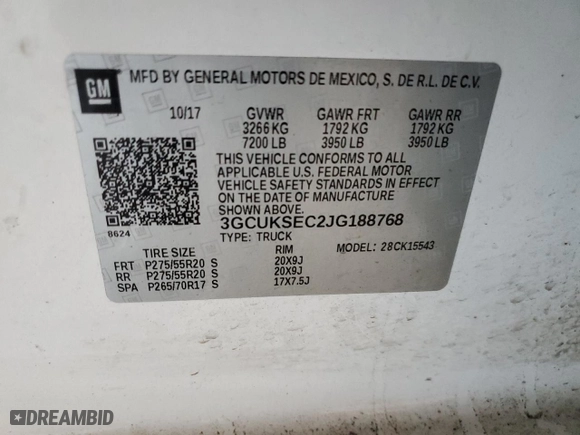 GM
MFD BY GENERAL MOTORS DE MEXICO, S. DE R.L. DE C.V.
10/17 GVWR GAWR FRT GAWR RR
3266 KG 1792 KG 1792 KG
7200 LB 3950 LB 3950 LB
THIS VEHICLE CONFORMS TO ALL
APPLICABLE U.S. FEDERAL MOTOR
VEHICLE SAFETY STANDARDS IN EFFECT
ON THE DATE OF MANUFACTURE
SHOWN ABOVE.
3GCUKSEC2JG188768
8624
TYPE: TRUCK MODEL: 28CK15543
TIRE SIZE RIM
FRT P275/55R20 S 20X9J
RR P275/55R20 S 20X9J
SPA P265/70R17 S 17X7.5J
DREAMBID